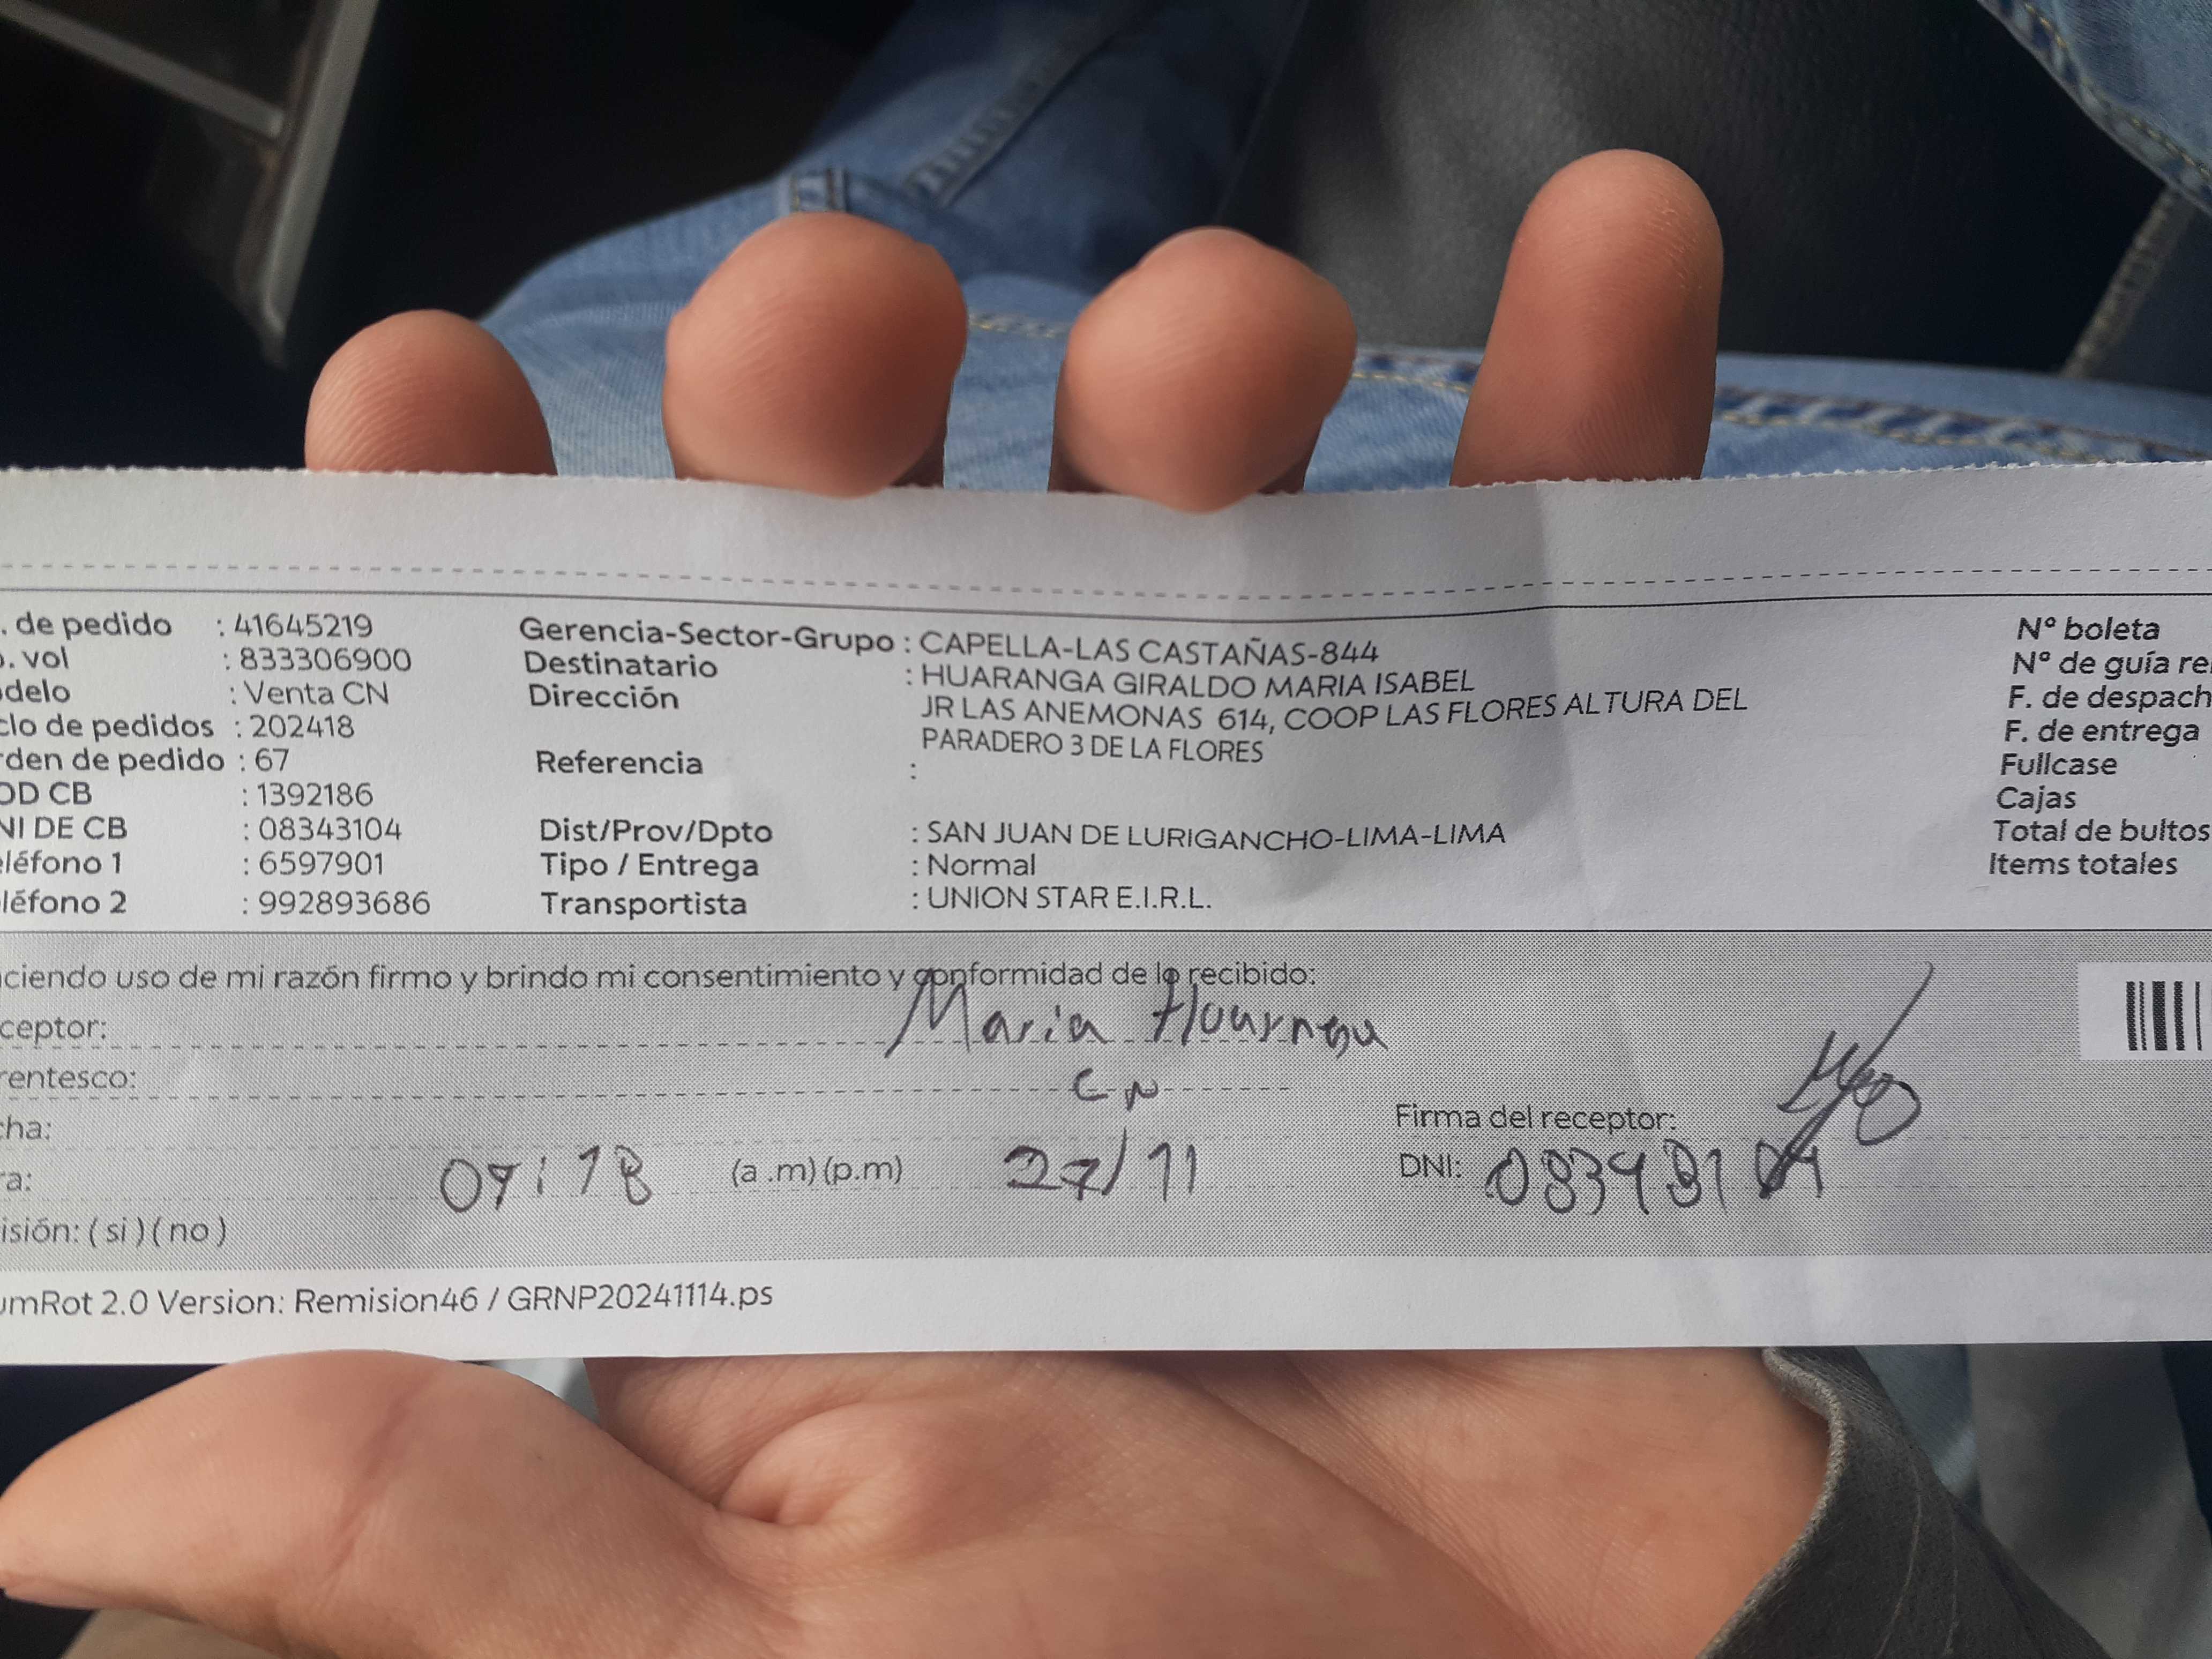 . de pedido : 41645219 Gerencia-Sector-Grupo : CAPELLA-LAS CASTAÑAS-844 N° boleta
. vol : 833306900 Destinatario : HUARANGA GIRALDO MARIA ISABEL N° de guía re
delo : Venta CN Dirección JR LAS ANEMONAS 614, COOP LAS FLORES ALTURA DEL F. de despach
clo de pedidos : 202418 PARADERO 3 DE LA FLORES F. de entrega
rden de pedido : 67 Referencia : Fullcase
OD CB : 1392186 Cajas
NI DE CB : 08343104 Dist/Prov/Dpto : SAN JUAN DE LURIGANCHO-LIMA-LIMA Total de bultos
eléfono 1 : 6597901 Tipo / Entrega : Normal Items totales
léfono 2 : 992893686 Transportista : UNION STAR E.I.R.L.
ciendo uso de mi razón firmo y brindo mi consentimiento y conformidad de lo recibido:
ceptor: Maria
rentesco: CN
cha: Firma del receptor:
ra: (a .m) (p.m) 27/11 DNI:
isión: ( si ) ( no )
umRot 2.0 Version: Remision46 / GRNP20241114.ps